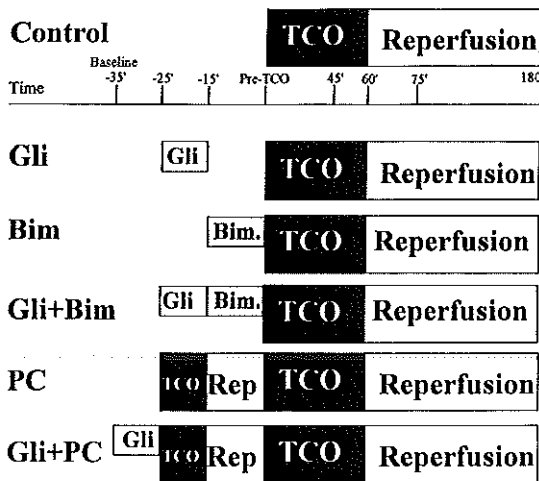 Control TCO Reperfusion
Baseline
Time -35' -25' -15' Pre-TCO 45' 60' 75' 180
Gli Gli TCO Reperfusion
Bim Bim. TCO Reperfusion
Gli+Bim Gli Bim. TCO Reperfusion
PC TCO Rep TCO Reperfusion
Gli+PC Gli TCO Rep TCO Reperfusion